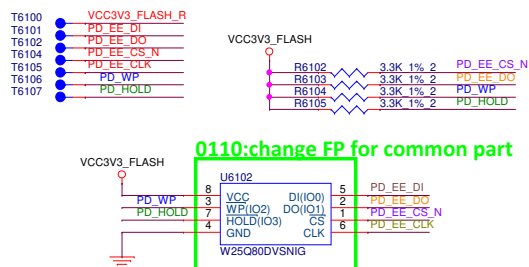 T6100 VCC3V3_FLASH_R
T6101 PD_EE_DI
T6102 PD_EE_DO
T6104 PD_EE_CS_N
T6105 PD_EE_CLK
T6106 PD_WP
T6107 PD_HOLD
VCC3V3_FLASH
R6102 3.3K_1%_2 PD_EE_CS_N
R6103 3.3K_1%_2 PD_EE_DO
R6104 3.3K_1%_2 PD_WP
R6105 3.3K_1%_2 PD_HOLD
0110:change FP for common part
VCC3V3_FLASH
U6102
8 VCC DI(IO0) 5 PD_EE_DI
PD_WP 3 WP(IO2) DO(IO1) 2 PD_EE_DO
PD_HOLD 7 HOLD(IO3) CS 1 PD_EE_CS_N
4 GND CLK 6 PD_EE_CLK
W25Q80DVSNIG